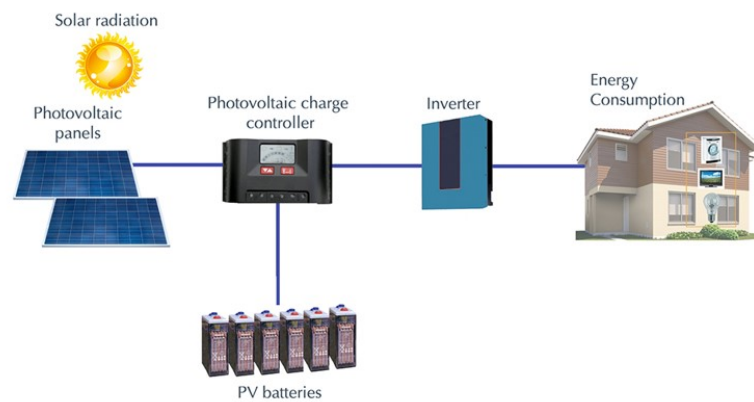 Solar radiation
Photovoltaic
panels
Photovoltaic charge
controller
Inverter
Energy
Consumption
PV batteries